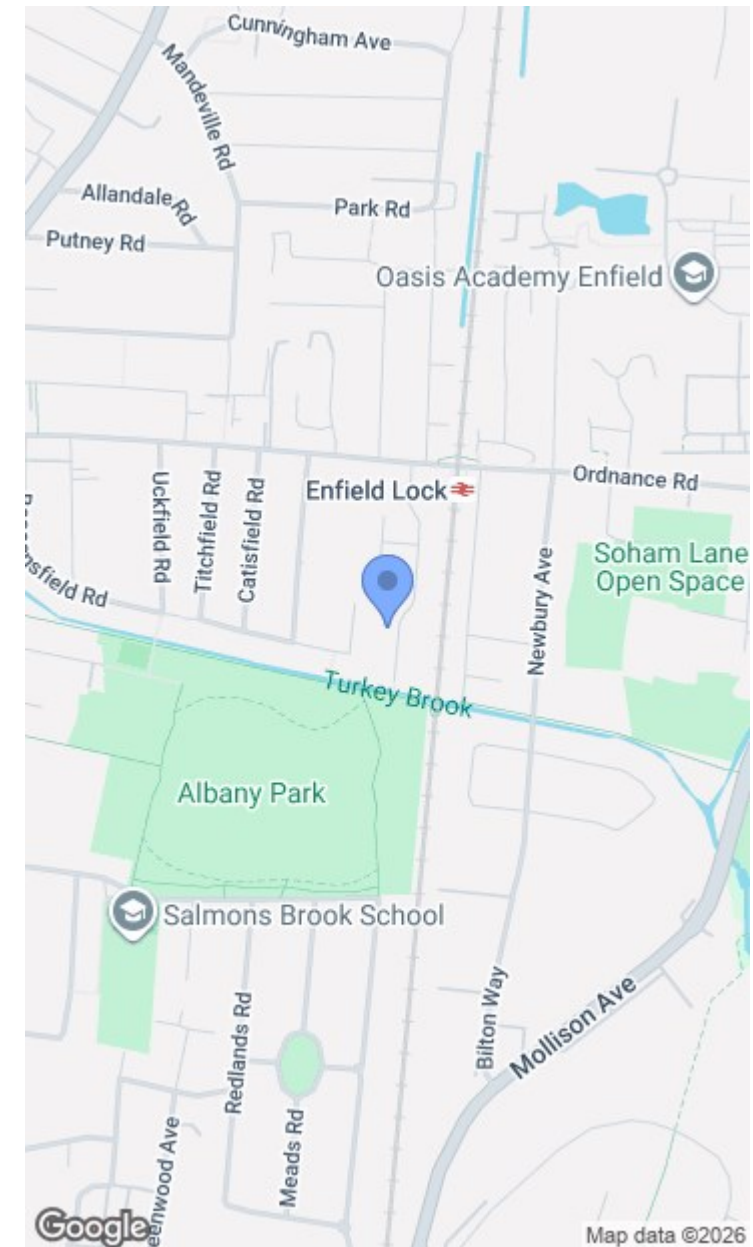 Cunningham Ave
Mandeville Rd
Allandale Rd
Park Rd
Putney Rd
Oasis Academy Enfield
Ordnance Rd
Enfield Lock
Uckfield Rd
Titchfield Rd
Catisfield Rd
Soham Lane
Open Space
Newbury Ave
nsfield Rd
Turkey Brook
Albany Park
Salmons Brook School
Redlands Rd
Bilton Way
Mollison Ave
Meads Rd
eenwood Ave
Google
Map data ©2026